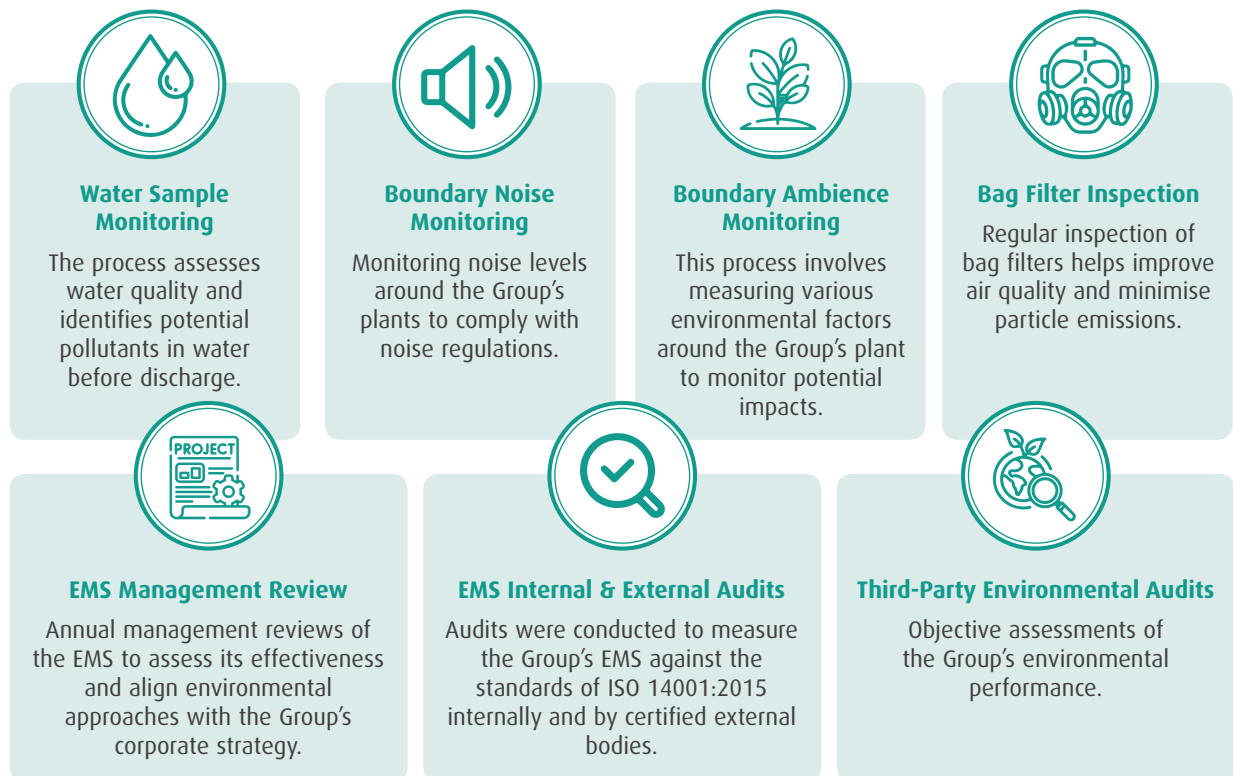 Water Sample
Monitoring
The process assesses
water quality and
identifies potential
pollutants in water
before discharge.
Boundary Noise
Monitoring
Monitoring noise levels
around the Group’s
plants to comply with
noise regulations.
Boundary Ambience
Monitoring
This process involves
measuring various
environmental factors
around the Group’s plant
to monitor potential
impacts.
Bag Filter Inspection
Regular inspection of
bag filters helps improve
air quality and minimise
particle emissions.
PROJECT
EMS Management Review
Annual management reviews of
the EMS to assess its effectiveness
and align environmental
approaches with the Group’s
corporate strategy.
EMS Internal & External Audits
Audits were conducted to measure
the Group’s EMS against the
standards of ISO 14001:2015
internally and by certified external
bodies.
Third-Party Environmental Audits
Objective assessments of
the Group’s environmental
performance.